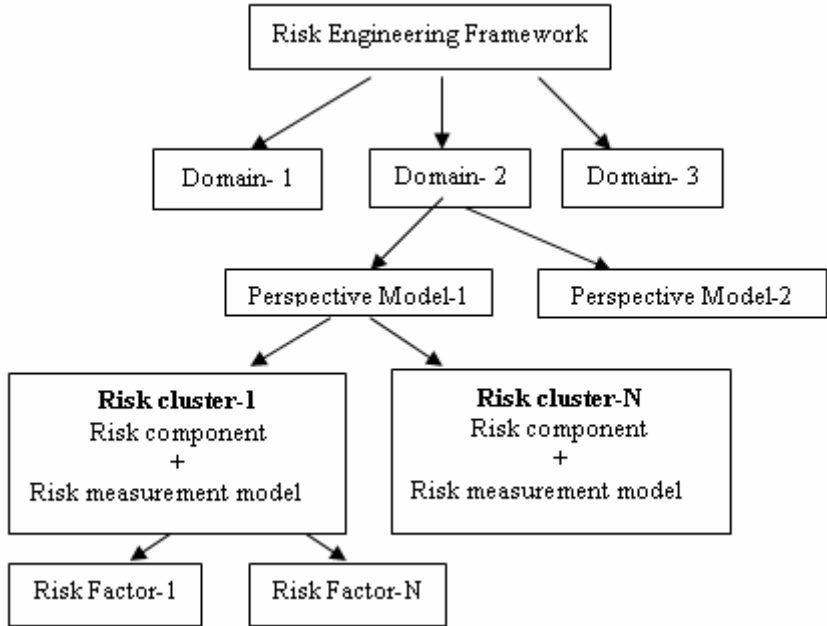 Risk Engineering Framework
Domain- 1
Domain- 2
Domain- 3
Perspective Model-1
Perspective Model-2
Risk cluster-1
Risk component
+
Risk measurement model
Risk cluster-N
Risk component
+
Risk measurement model
Risk Factor-1
Risk Factor-N